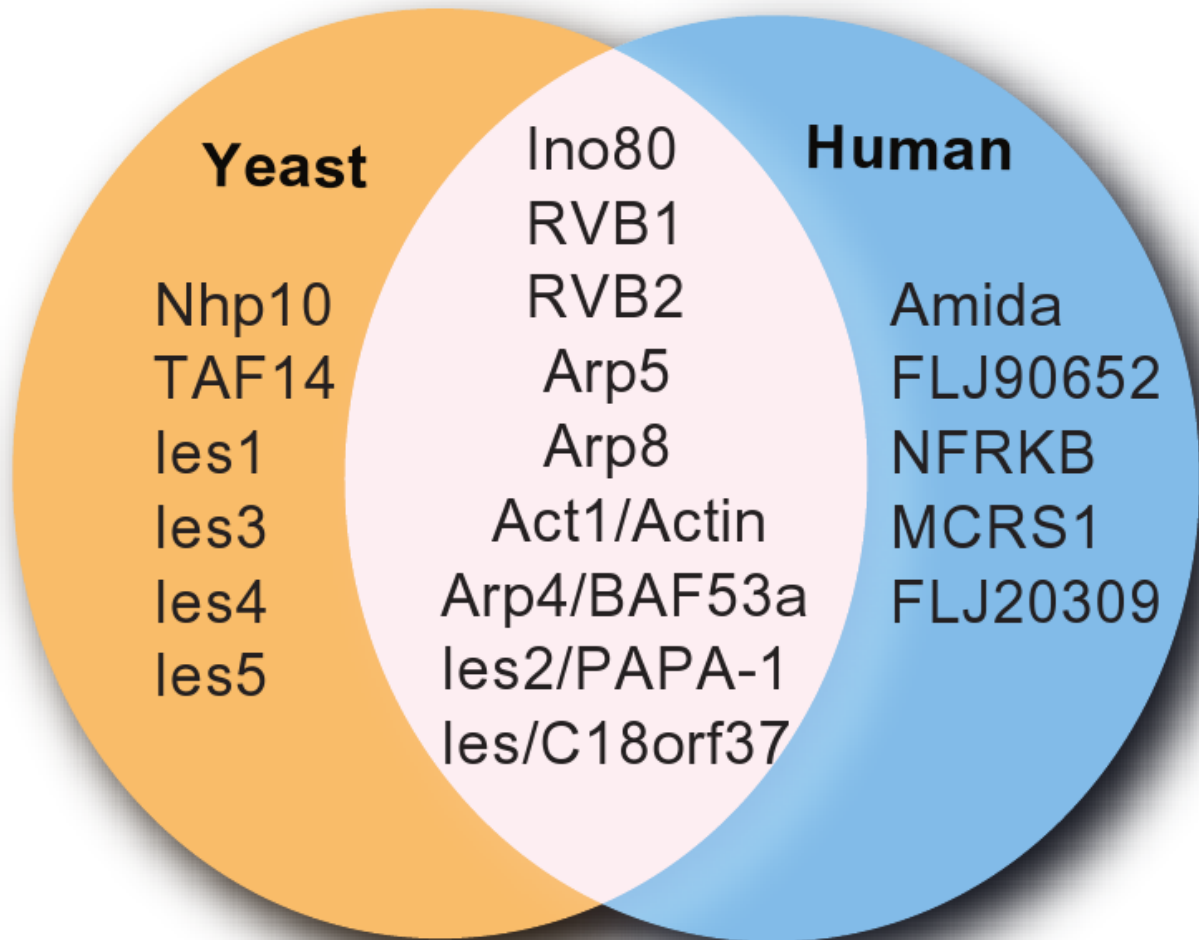 Yeast
Nhp10
TAF14
Ies1
Ies3
Ies4
Ies5
Ino80
RVB1
RVB2
Arp5
Arp8
Act1/Actin
Arp4/BAF53a
Ies2/PAPA-1
Ies/C18orf37
Human
Amida
FLJ90652
NFRKB
MCRS1
FLJ20309